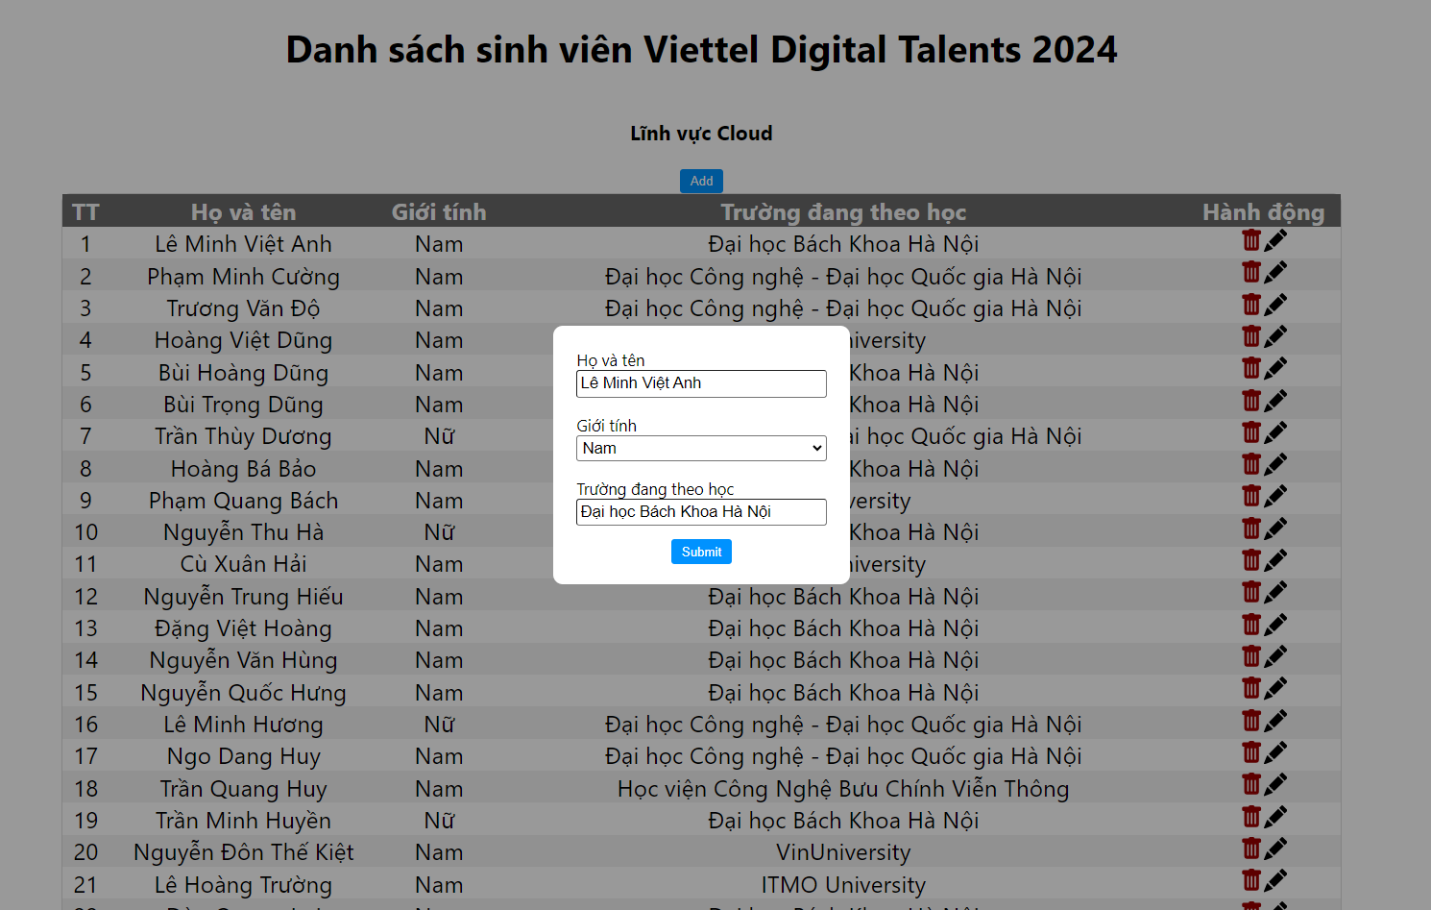 Danh sách sinh viên Viettel Digital Talents 2024
Lĩnh vực Cloud
Add
TT Họ và tên Giới tính Trường đang theo học Hành động
1 Lê Minh Việt Anh Nam Đại học Bách Khoa Hà Nội
2 Phạm Minh Cường Nam Đại học Công nghệ - Đại học Quốc gia Hà Nội
3 Trương Văn Độ Nam Đại học Công nghệ - Đại học Quốc gia Hà Nội
4 Hoàng Việt Dũng Nam
5 Bùi Hoàng Dũng Nam Khoa Hà Nội
6 Bùi Trọng Dũng Nam Khoa Hà Nội
7 Trần Thùy Dương Nữ học Quốc gia Hà Nội
8 Hoàng Bá Bảo Nam Khoa Hà Nội
9 Phạm Quang Bách Nam
10 Nguyễn Thu Hà Nữ Khoa Hà Nội
11 Cù Xuân Hải Nam
Họ và tên
Lê Minh Việt Anh
Giới tính
Nam
Trường đang theo học
Đại học Bách Khoa Hà Nội
Submit
12 Nguyễn Trung Hiếu Nam Đại học Bách Khoa Hà Nội
13 Đặng Việt Hoàng Nam Đại học Bách Khoa Hà Nội
14 Nguyễn Văn Hùng Nam Đại học Bách Khoa Hà Nội
15 Nguyễn Quốc Hưng Nam Đại học Bách Khoa Hà Nội
16 Lê Minh Hương Nữ Đại học Công nghệ - Đại học Quốc gia Hà Nội
17 Ngo Dang Huy Nam Đại học Công nghệ - Đại học Quốc gia Hà Nội
18 Trần Quang Huy Nam Học viện Công Nghệ Bưu Chính Viễn Thông
19 Trần Minh Huyền Nữ Đại học Bách Khoa Hà Nội
20 Nguyễn Đôn Thế Kiệt Nam VinUniversity
21 Lê Hoàng Trường Nam ITMO University